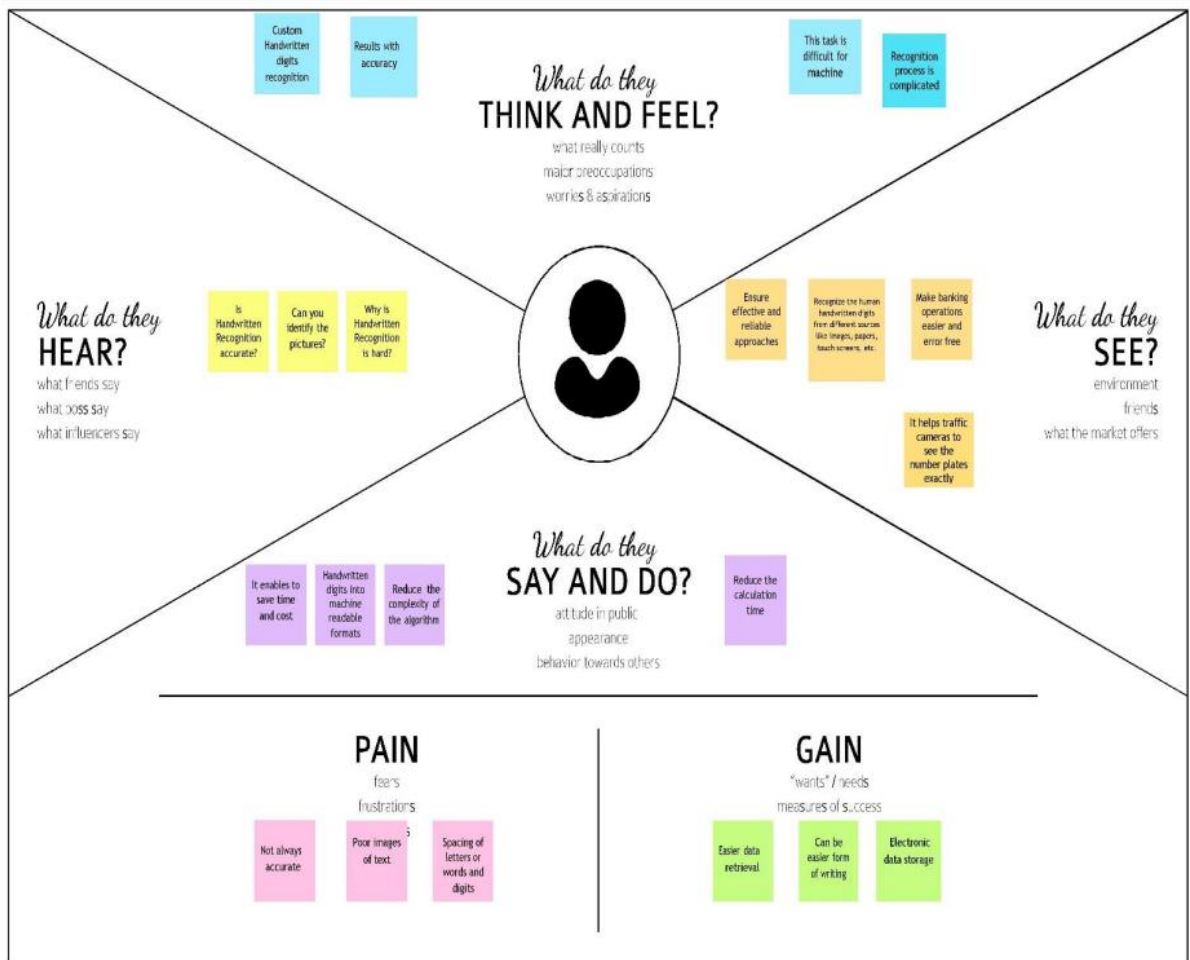 Custom
Handwritten
digits
recognition
Results with
accuracy
What do they
THINK AND FEEL?
what really counts
major preoccupations
worries & aspirations
This task is
difficult for
machine
Recognition
process is
complicated
What do they
HEAR?
what friends say
what boss say
what influencers say
Is
Handwritten
Recognition
accurate?
Can you
identify the
pictures?
Why is
Handwritten
Recognition
is hard?
Ensure
effective and
reliable
approaches
Recognize the human
handwritten digits
from different sources
like images, papers,
touch screens, etc.
Make banking
operations
easier and
error free
It helps traffic
cameras to
see the
number plates
exactly
What do they
SEE?
environment
friends
what the market offers
What do they
SAY AND DO?
attitude in public
appearance
behavior towards others
It enables to
save time
and cost
Handwritten
digits into
machine
readable
formats
Reduce the
complexity of
the algorithm
Reduce the
calculation
time
PAIN
fears
frustrations
Not always
accurate
Poor images
of text
Spacing of
letters or
words and
digits
GAIN
"wants" / needs
measures of success
Easier data
retrieval
Can be
easier form
of writing
Electronic
data storage